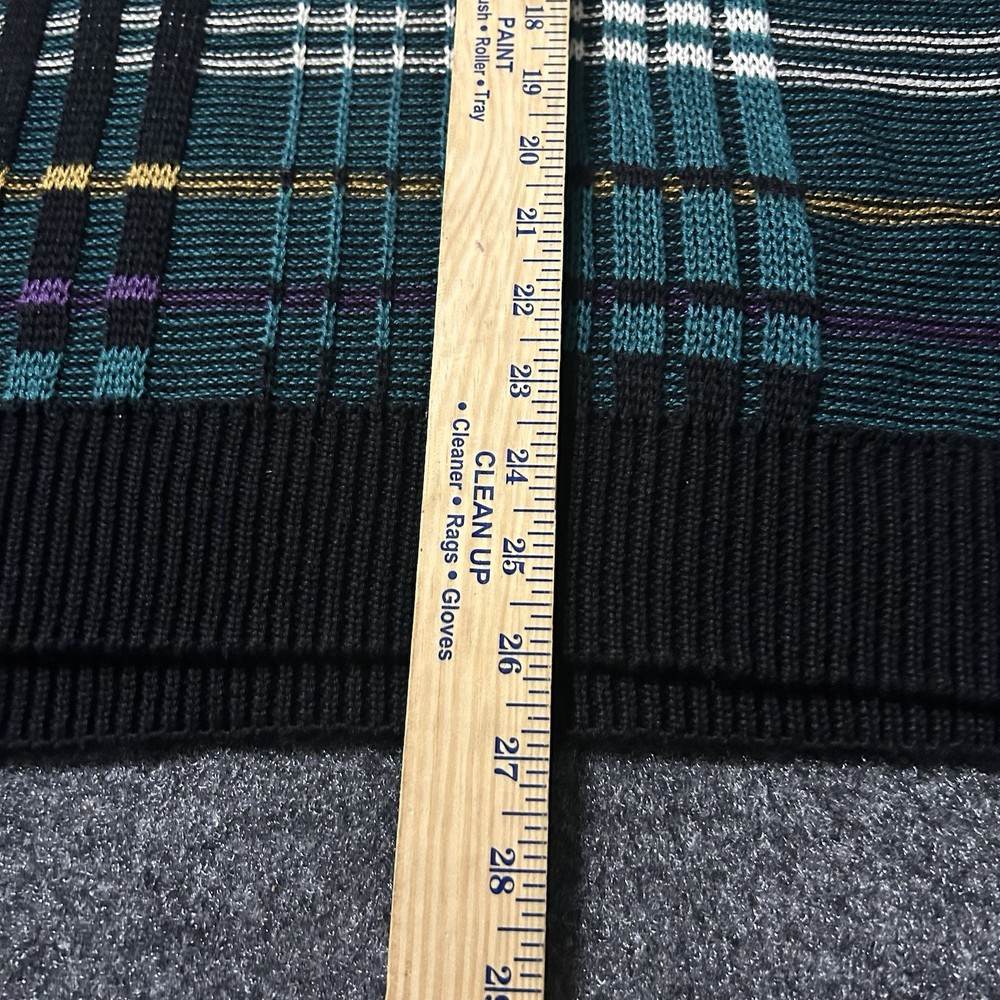 18
PAINT
Roller • Tray
19
20
21
22
23
24
CLEAN UP
• Cleaner • Rags • Gloves
25
26
27
28